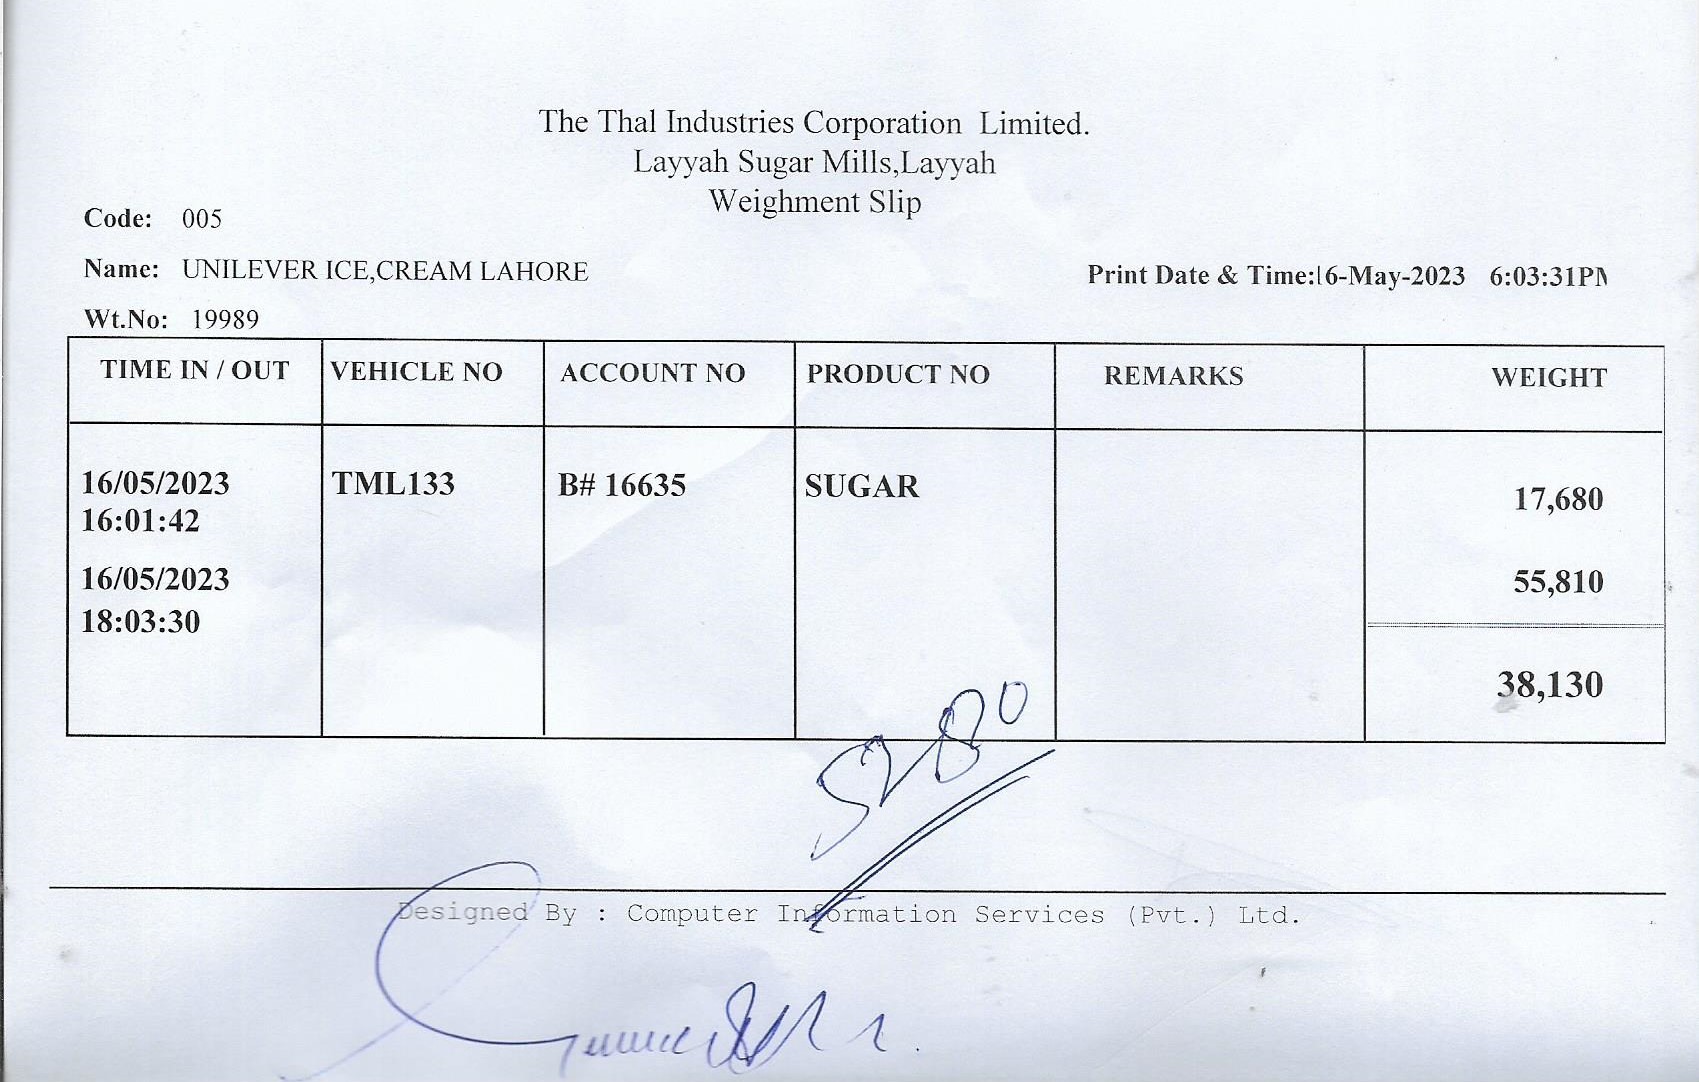 The Thal Industries Corporation Limited.
Layyah Sugar Mills,Layyah
Weighment Slip
Code: 005
Name: UNILEVER ICE,CREAM LAHORE
Print Date & Time:16-May-2023 6:03:31PM
Wt.No: 19989
TIME IN / OUT VEHICLE NO ACCOUNT NO PRODUCT NO REMARKS WEIGHT
16/05/2023 TML133 B# 16635 SUGAR 17,680
16:01:42
16/05/2023 55,810
18:03:30
38,130
5280
Designed By : Computer Information Services (Pvt.) Ltd.